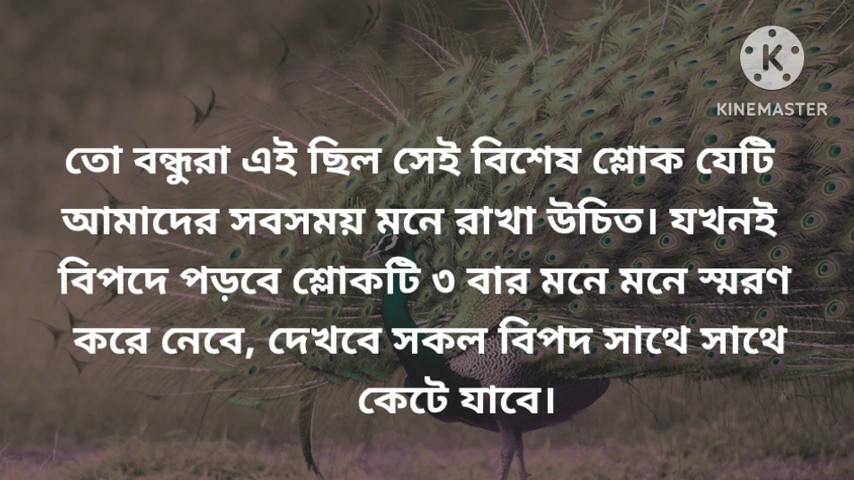 KINEMASTER
তো বন্ধুরা এই ছিল সেই বিশেষ শ্লোক যেটি
আমাদের সবসময় মনে রাখা উচিত। যখনই
বিপদে পড়বে শ্লোকটি ৩ বার মনে মনে স্মরণ
করে নেবে, দেখবে সকল বিপদ সাথে সাথে
কেটে যাবে।